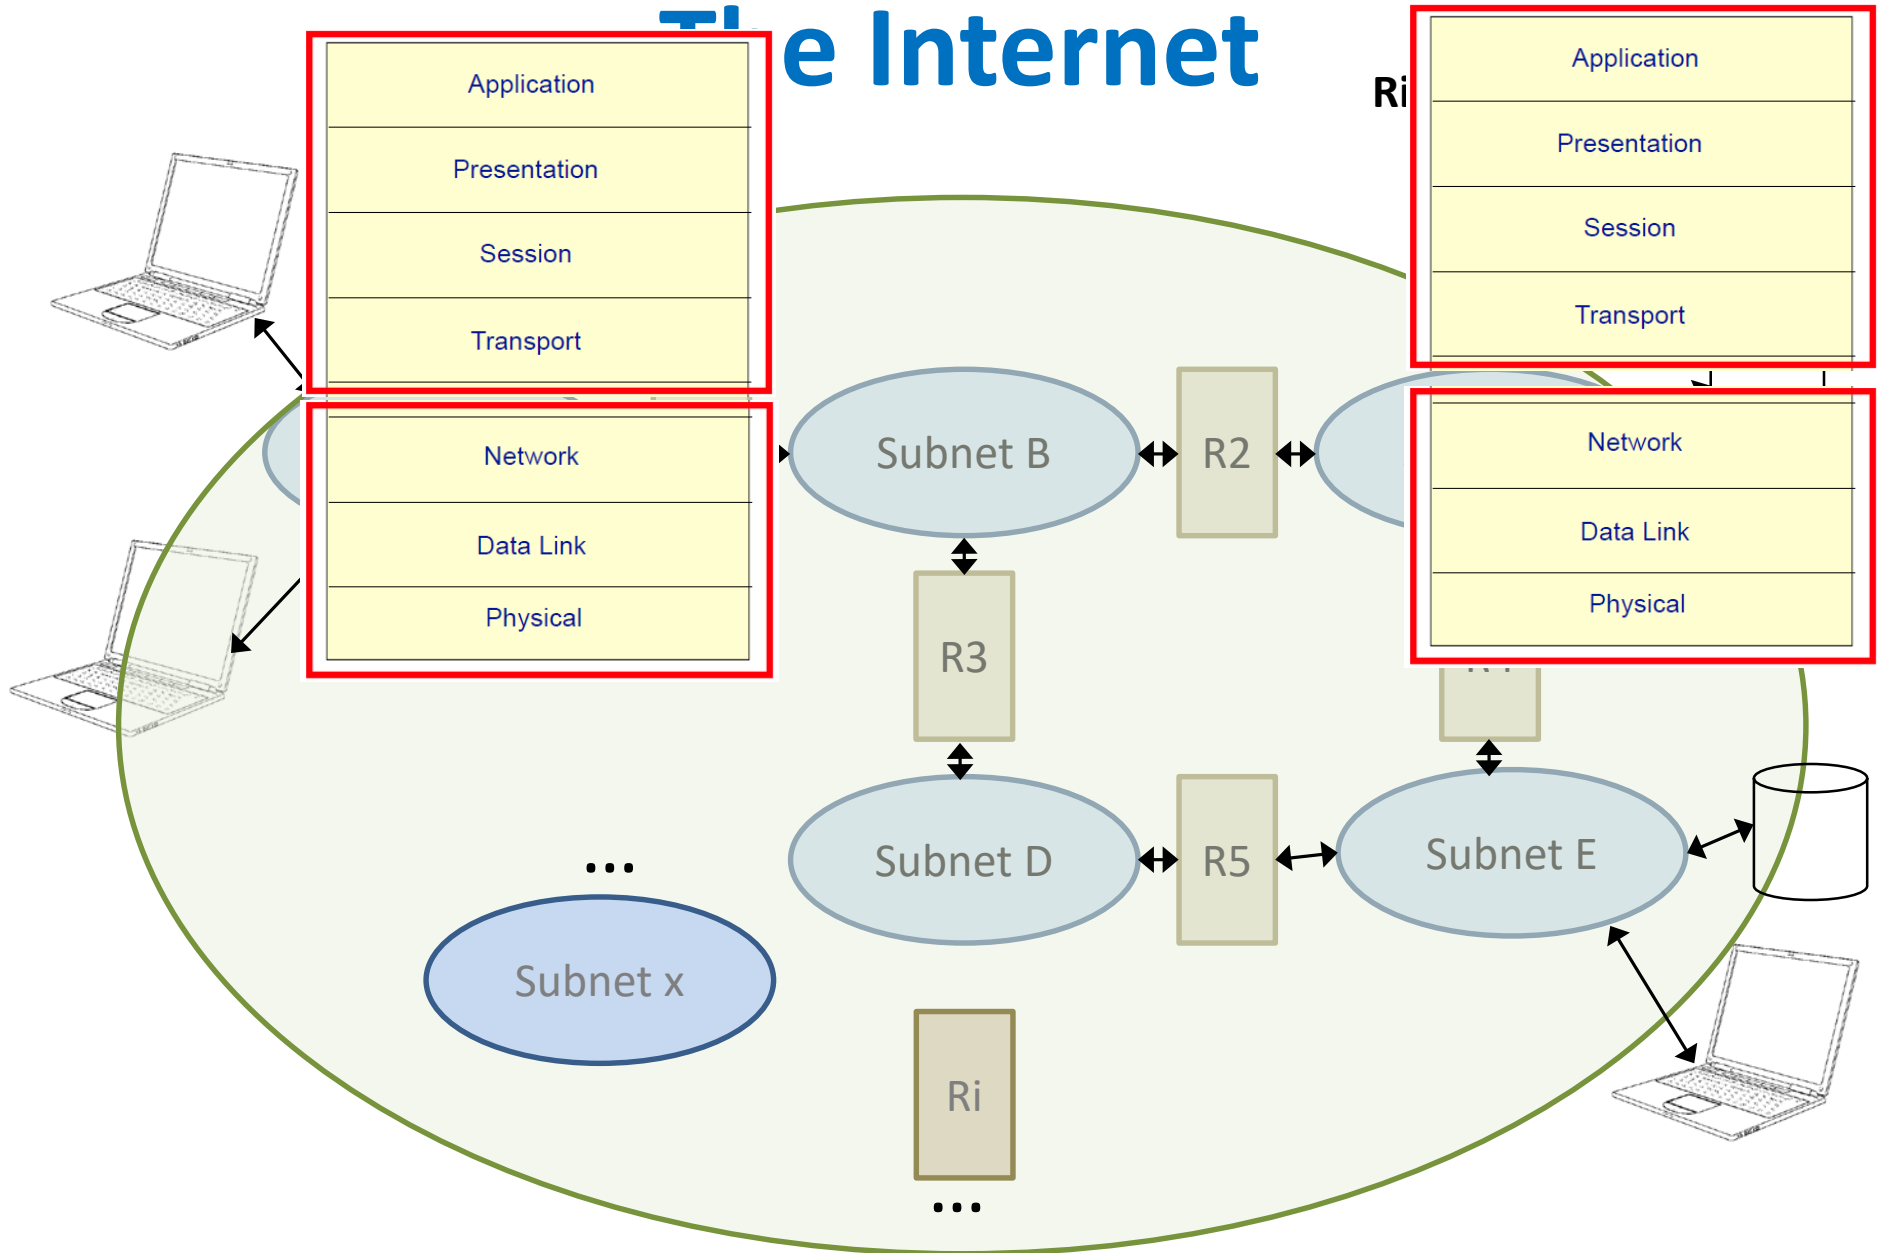 The Internet
Ri
Application
Presentation
Session
Transport
Network
Data Link
Physical
Application
Presentation
Session
Transport
Network
Data Link
Physical
Subnet B
R2
R3
Subnet D
R5
Subnet E
...
Subnet x
Ri
...